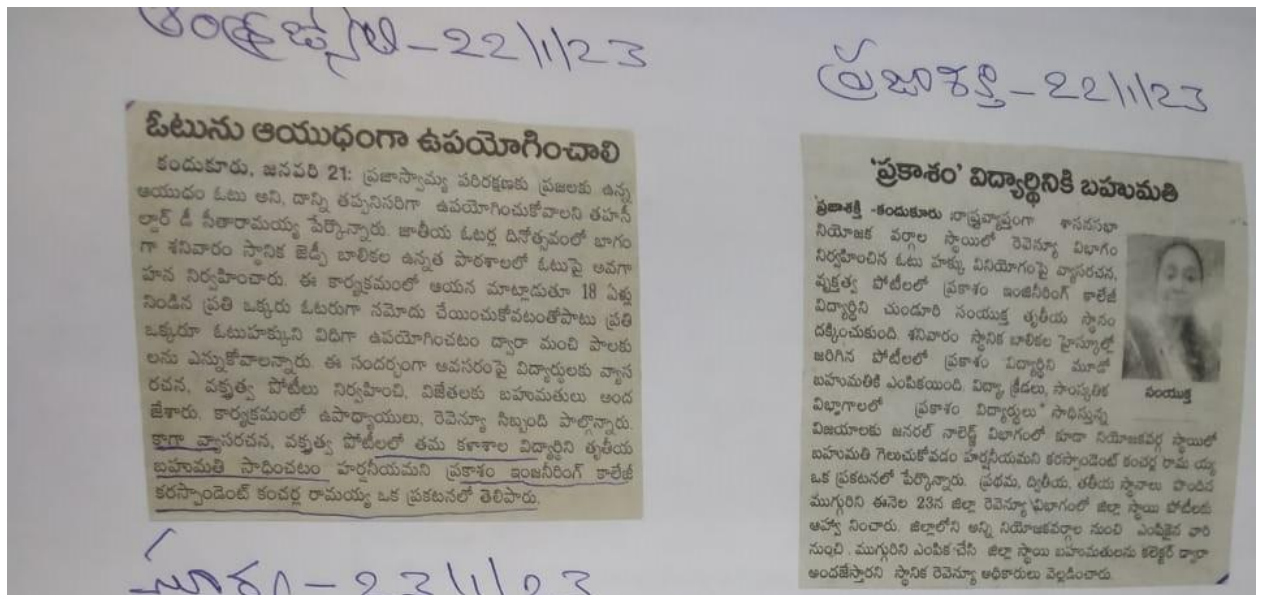 ఆంధ్రజ్యోతి - 22/1/23
ఓటును ఆయుధంగా ఉపయోగించాలి
కందుకూరు, జనవరి 21: ప్రజాస్వామ్య పరిరక్షణకు ప్రజలకు ఉన్న
ఆయుధం ఓటు అని, దాన్ని తప్పనిసరిగా ఉపయోగించుకోవాలని తహసీ
ల్దార్ డీ సీతారామయ్య పేర్కొన్నారు. జాతీయ ఓటర్ల దినోత్సవంలో భాగం
గా శనివారం స్థానిక జెడ్పీ బాలికల ఉన్నత పాఠశాలలో ఓటుపై అవగా
హన నిర్వహించారు. ఈ కార్యక్రమంలో ఆయన మాట్లాడుతూ 18 ఏళ్లు
నిండిన ప్రతి ఒక్కరు ఓటరుగా నమోదు చేయించుకోవటంతోపాటు ప్రతి
ఒక్కరూ ఓటుహక్కుని విధిగా ఉపయోగించటం ద్వారా మంచి పాలకు
లను ఎన్నుకోవాలన్నారు. ఈ సందర్భంగా అవసరంపై విద్యార్థులకు వ్యాస
రచన, వక్తృత్వ పోటీలు నిర్వహించి, విజేతలకు బహుమతులు అంద
జేశారు. కార్యక్రమంలో ఉపాధ్యాయులు, రెవెన్యూ సిబ్బంది పాల్గొన్నారు.
కాగా వ్యాసరచన, వక్తృత్వ పోటీలలో తమ కళాశాల విద్యార్థిని తృతీయ
బహుమతి సాధించటం హర్షనీయమని ప్రకాశం ఇంజనీరింగ్ కాలేజీ
కరస్పాండెంట్ కంచర్ల రామయ్య ఒక ప్రకటనలో తెలిపారు.
- 23/1/23
ప్రజాశక్తి - 22/1/23
'ప్రకాశం' విద్యార్థినికి బహుమతి
ప్రజాశక్తి -కందుకూరు :రాష్ట్రవ్యాప్తంగా శాసనసభా
నియోజక వర్గాల స్థాయిలో రెవెన్యూ విభాగం
నిర్వహించిన ఓటు హక్కు వినియోగంపై వ్యాసరచన,
వ్యక్తృత్వ పోటీలలో ప్రకాశం ఇంజినీరింగ్ కాలేజీ
విద్యార్థిని చుండూరి సంయుక్త తృతీయ స్థానం
దక్కించుకుంది. శనివారం స్థానిక బాలికల హైస్కూల్లో
జరిగిన పోటీలలో ప్రకాశం విద్యార్థిని మూడో
బహుమతికి ఎంపికయింది. విద్యా, క్రీడలు, సాంస్కృతిక
విభాగాలలో ప్రకాశం విద్యార్థులు సాధిస్తున్న
సంయుక్త
విజయాలకు జనరల్ నాలెడ్జ్ విభాగంలో కూడా నియోజకవర్గ స్థాయిలో
బహుమతి గెలుచుకోవడం హర్షనీయమని కరస్పాండెంట్ కంచర్ల రామ య్య
ఒక ప్రకటనలో పేర్కొన్నారు. ప్రథమ, ద్వితీయ, తతీయ స్థానాలు పొందిన
ముగ్గురిని ఈనెల 23న జిల్లా రెవెన్యూ విభాగంలో జిల్లా స్థాయి పోటీలకు
ఆహ్వా నించారు. జిల్లాలోని అన్ని నియోజకవర్గాల నుంచి ఎంపికైన వారి
నుంచి ముగ్గురిని ఎంపిక చేసి జిల్లా స్థాయి బహుమతులను కలెక్టర్ ద్వారా
అందజేస్తారని స్థానిక రెవెన్యూ అధికారులు వెల్లడించారు.